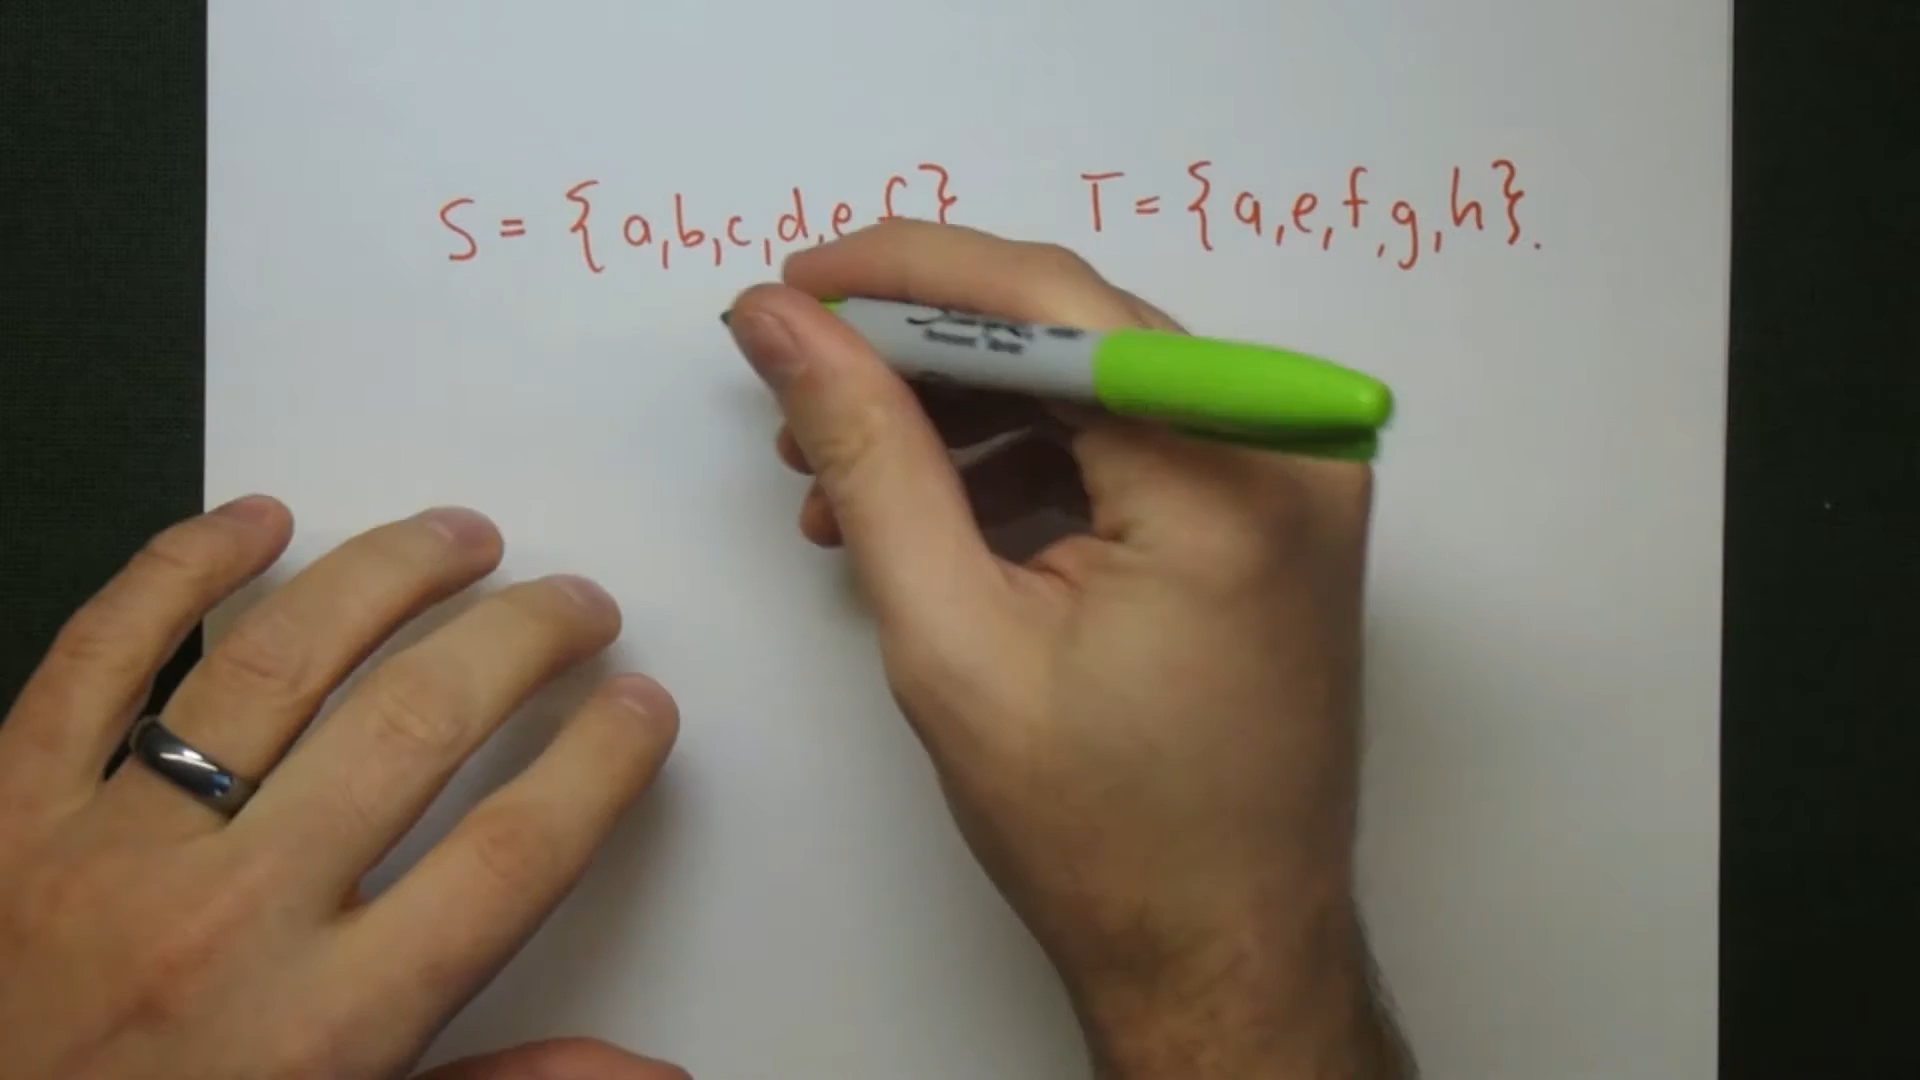 S = {a,b,c,d,e,f} T = {a,e,f,g,h}.